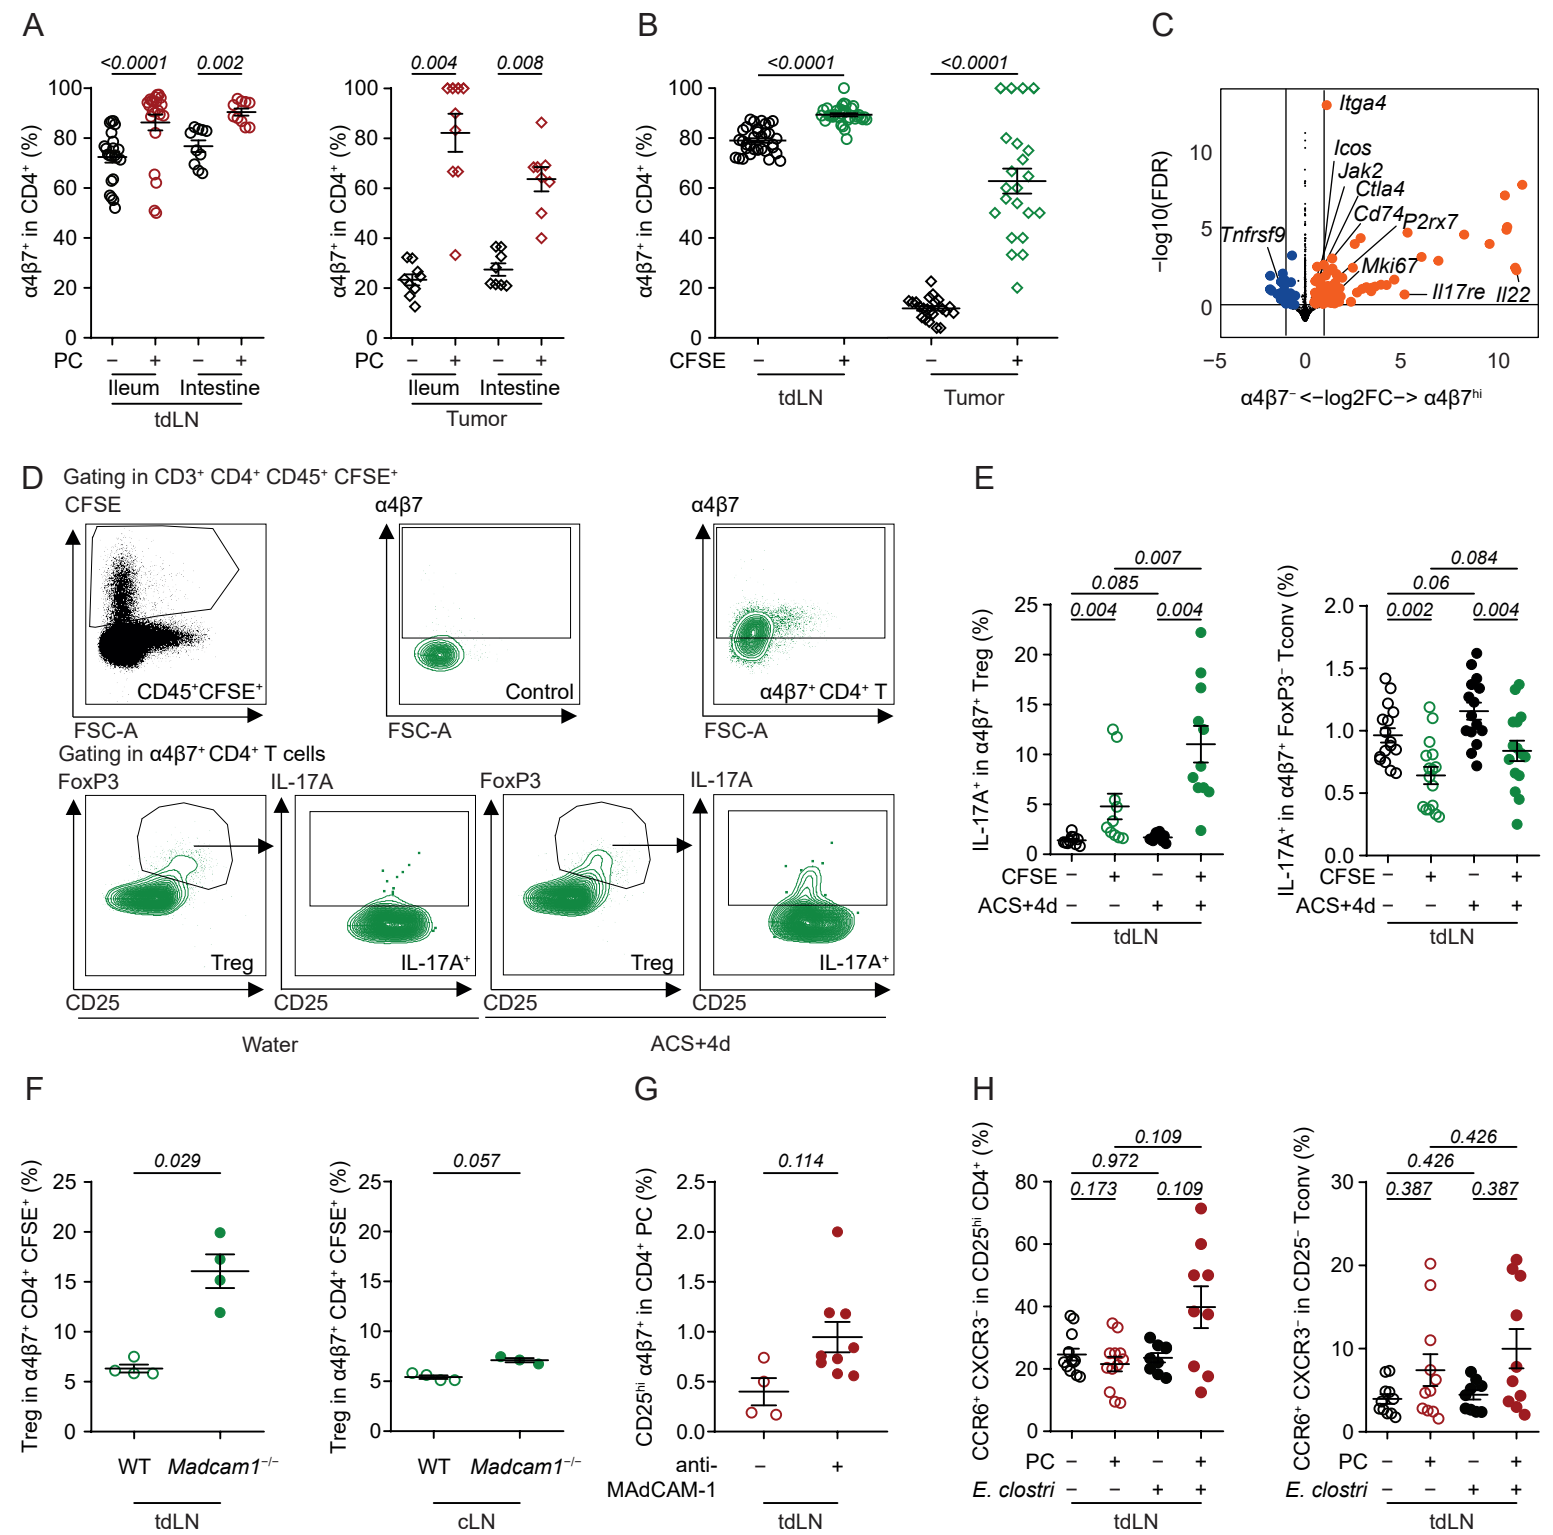 A
<0.0001
0.002
α4β7⁺ in CD4⁺ (%)
100
80
60
40
20
0
PC
−
+
−
+
Ileum
Intestine
tdLN
0.004
0.008
α4β7⁺ in CD4⁺ (%)
100
80
60
40
20
0
−
+
−
+
Ileum
Intestine
Tumor
B
<0.0001
<0.0001
α4β7⁺ in CD4⁺ (%)
100
80
60
40
20
0
CFSE
−
+
−
+
tdLN
Tumor
C
−log10(FDR)
10
5
0
Itga4
Icos
Jak2
Ctla4
Cd74
P2rx7
Tnfrsf9
Mki67
Il17re
Il22
−5
0
5
10
α4β7⁻ <−log2FC−> α4β7ʰⁱ
D
Gating in CD3⁺ CD4⁺ CD45⁺ CFSE⁺
CFSE
α4β7
α4β7
CD45⁺CFSE⁺
Control
α4β7⁺ CD4⁺ T
FSC-A
FSC-A
FSC-A
Gating in α4β7⁺ CD4⁺ T cells
FoxP3
IL-17A
FoxP3
IL-17A
Treg
IL-17A⁺
Treg
IL-17A⁺
CD25
CD25
CD25
CD25
Water
ACS+4d
E
0.007
0.085
0.004
0.004
IL-17A⁺ in α4β7⁺ Treg (%)
25
20
15
10
5
0
CFSE
−
+
−
+
ACS+4d
−
−
+
+
tdLN
0.084
0.06
0.002
0.004
IL-17A⁺ in α4β7⁺ FoxP3⁻ Tconv (%)
2.0
1.5
1.0
0.5
0.0
CFSE
−
+
−
+
ACS+4d
−
−
+
+
tdLN
F
0.029
Treg in α4β7⁺ CD4⁺ CFSE⁺ (%)
25
20
15
10
5
0
WT
Madcam1⁻/⁻
tdLN
0.057
Treg in α4β7⁺ CD4⁺ CFSE⁺ (%)
25
20
15
10
5
0
WT
Madcam1⁻/⁻
cLN
G
0.114
CD25ʰⁱ α4β7⁺ in CD4⁺ PC (%)
2.5
2.0
1.5
1.0
0.5
0.0
anti-
MAdCAM-1
−
+
tdLN
H
0.109
0.972
0.173
0.109
CCR6⁺ CXCR3⁻ in CD25ʰⁱ CD4⁺ (%)
80
60
40
20
0
PC
−
+
−
+
E. clostri
−
−
+
+
tdLN
0.426
0.426
0.387
0.387
CCR6⁺ CXCR3⁻ in CD25⁻ Tconv (%)
30
20
10
0
PC
−
+
−
+
E. clostri
−
−
+
+
tdLN